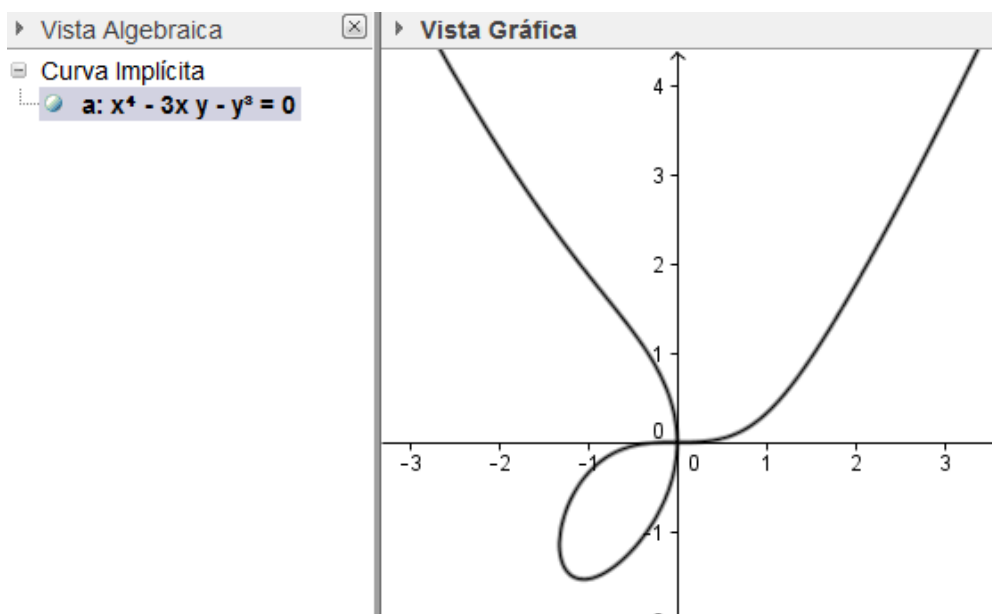 Vista Algebraica
Curva Implícita
a: x⁴ - 3x y - y³ = 0
Vista Gráfica
4
3
2
1
0
-3 -2 -1 0 1 2 3
-1